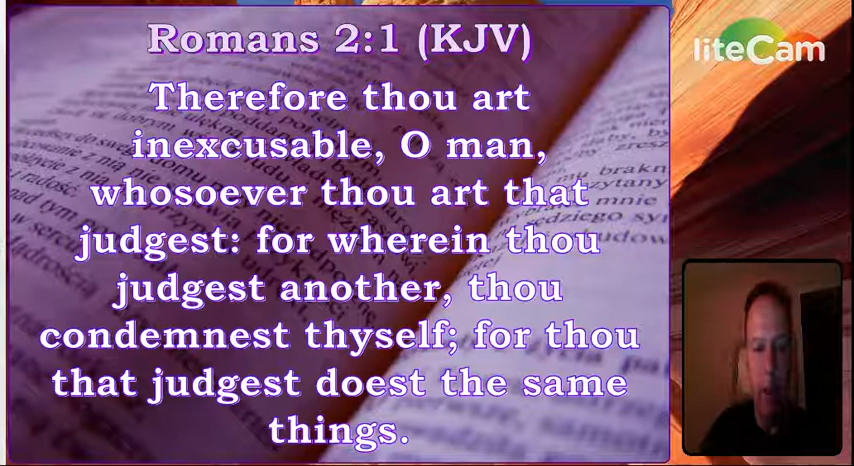 Romans 2:1 (KJV)
Therefore thou art
inexcusable, O man,
whosoever thou art that
judgest: for wherein thou
judgest another, thou
condemnest thyself; for thou
that judgest doest the same
things.
liteCam